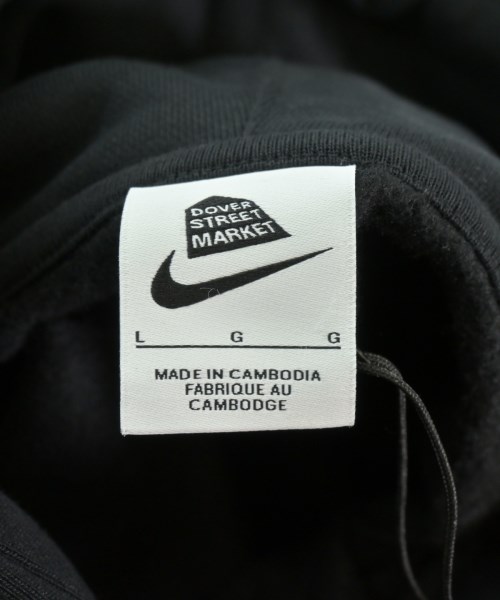 DOVER
STREET
MARKET
L G G
MADE IN CAMBODIA
FABRIQUE AU
CAMBODGE